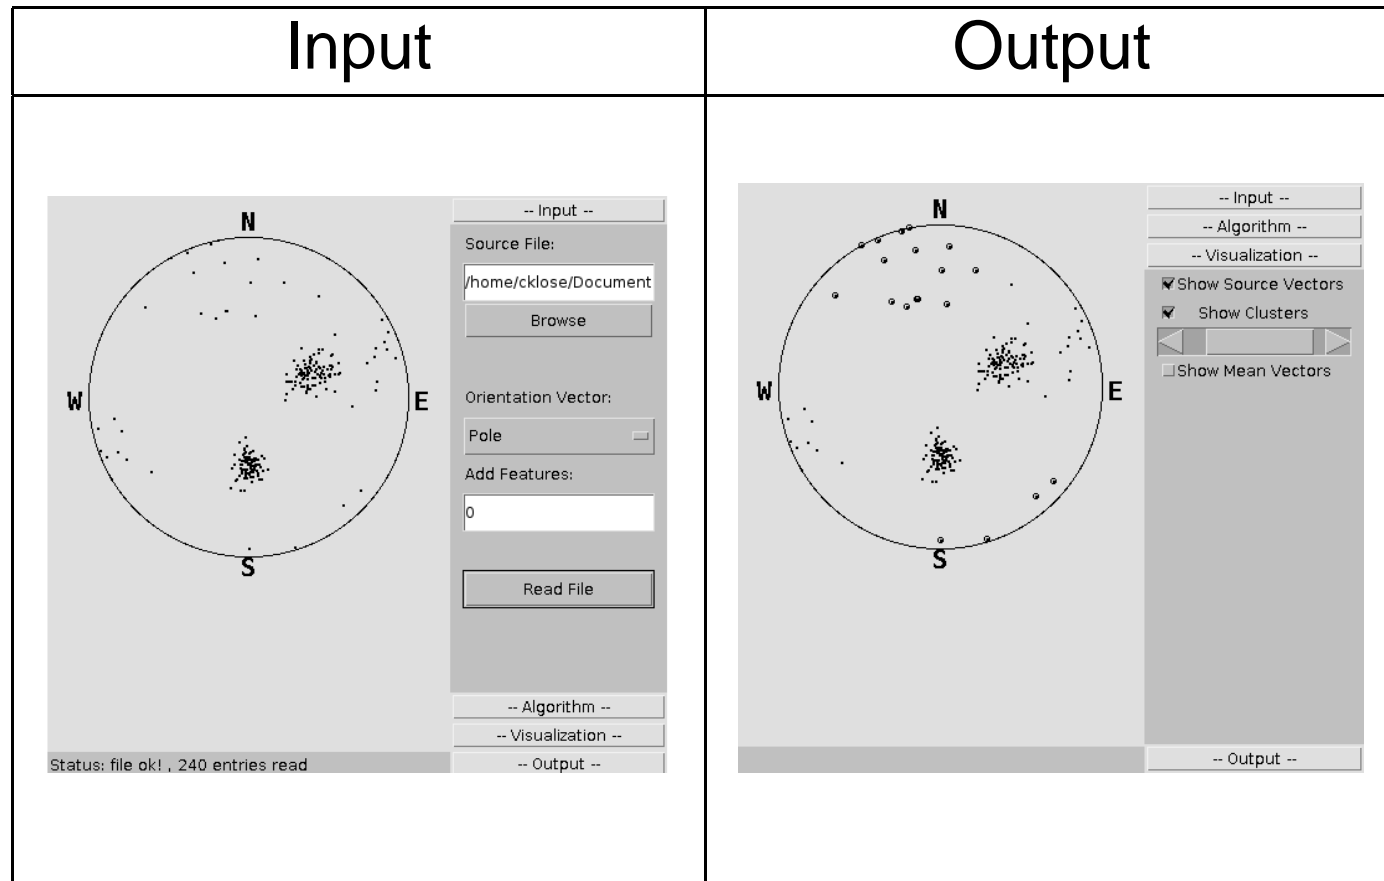 Input
Output
N
W
E
S
-- Input --
Source File:
/home/cklose/Document
Browse
Orientation Vector:
Pole
Add Features:
0
Read File
-- Algorithm --
-- Visualization --
-- Output --
Status: file ok! , 240 entries read
N
W
E
S
-- Input --
-- Algorithm --
-- Visualization --
Show Source Vectors
Show Clusters
Show Mean Vectors
-- Output --